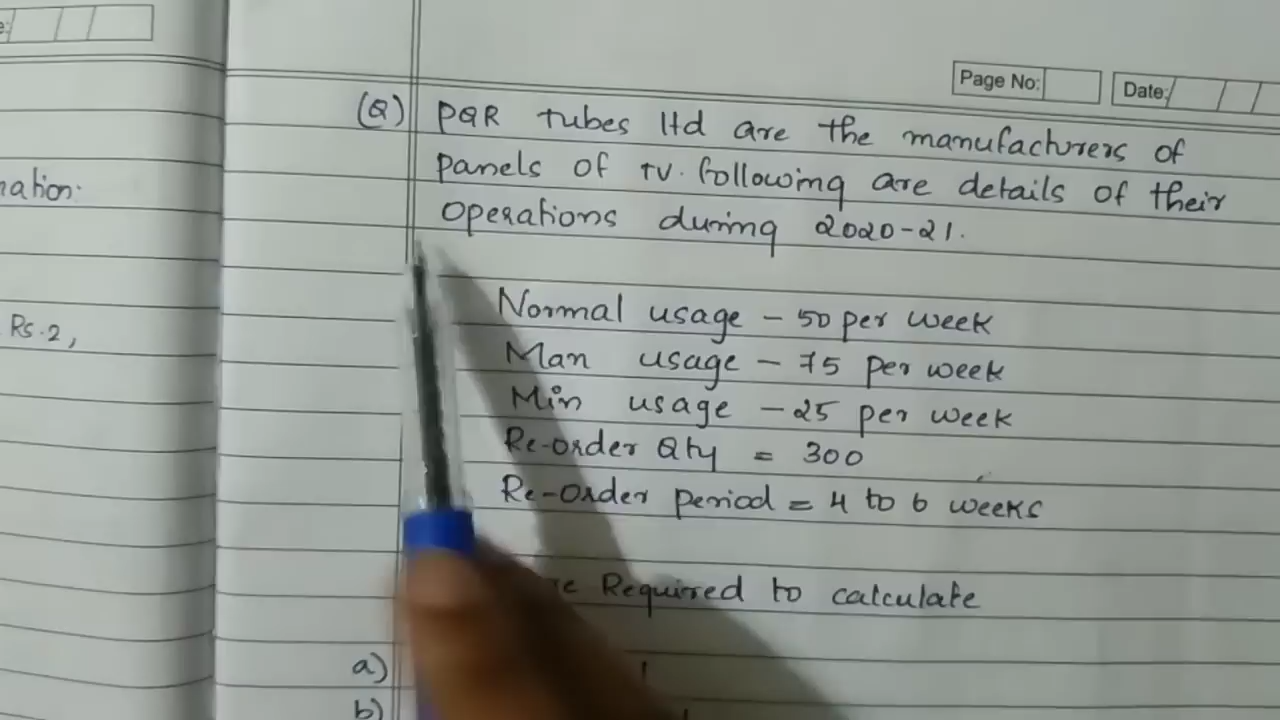 e:
nation:
Rs.2,
Page No:
Date:
(Q) PQR tubes ltd are the manufacturers of
panels of TV. following are details of their
Operations during 2020-21.
Normal usage - 50 per week
Max usage - 75 per week
Min usage - 25 per week
Re-order Qty = 300
Re-Order period = 4 to 6 weeks
Required to calculate
a)
b)